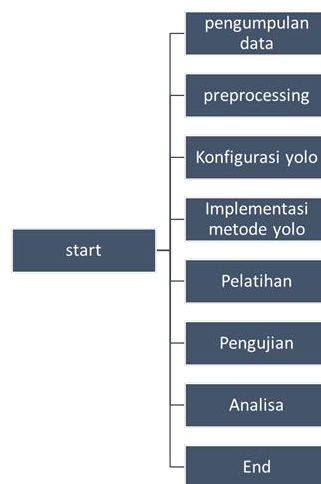 start
pengumpulan
data
preprocessing
Konfigurasi yolo
Implementasi
metode yolo
Pelatihan
Pengujian
Analisa
End